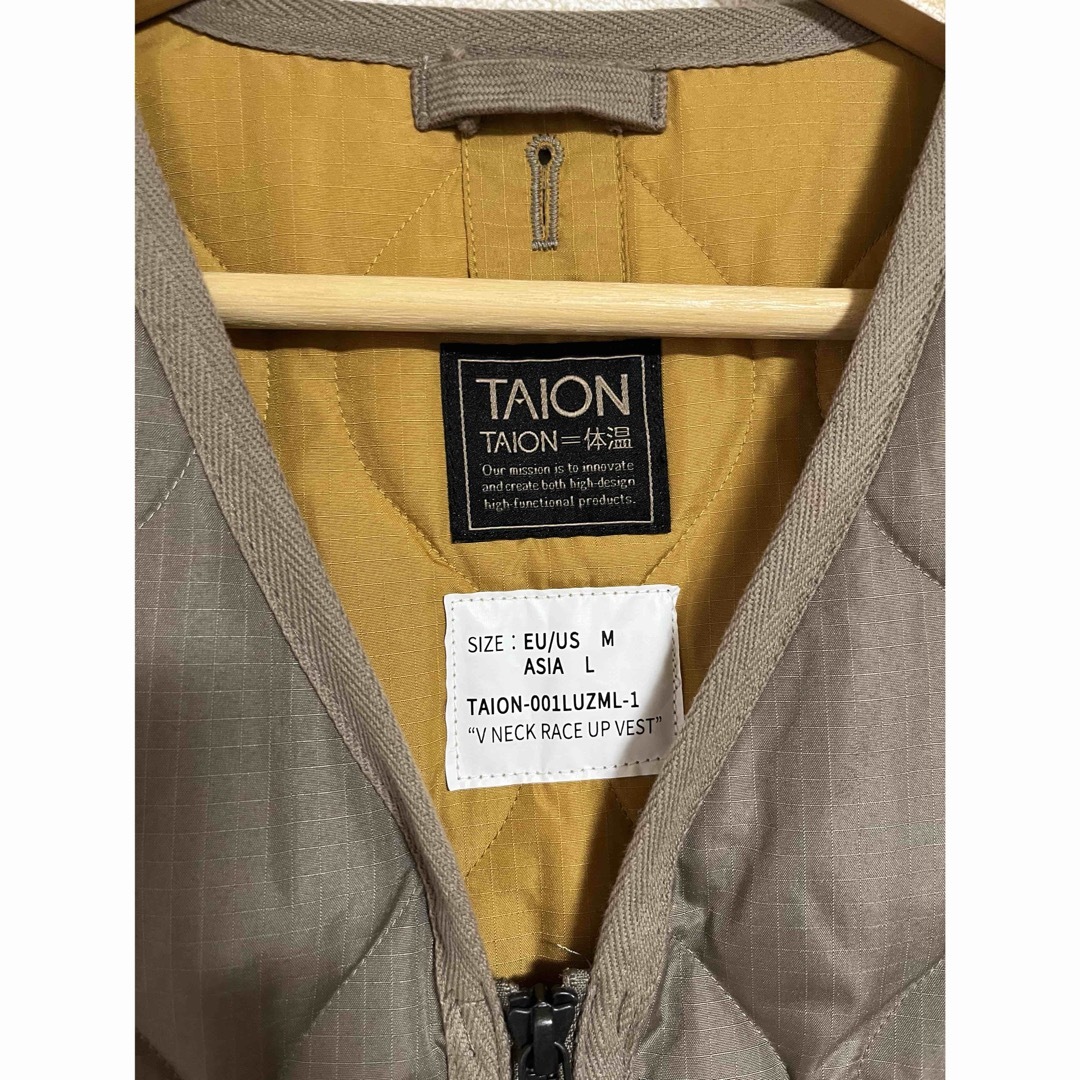 TAION
TAION=体温
Our mission is to innovate
and create both high-design
high-functional products.
SIZE : EU/US M
ASIA L
TAION-001LUZML-1
“V NECK RACE UP VEST”